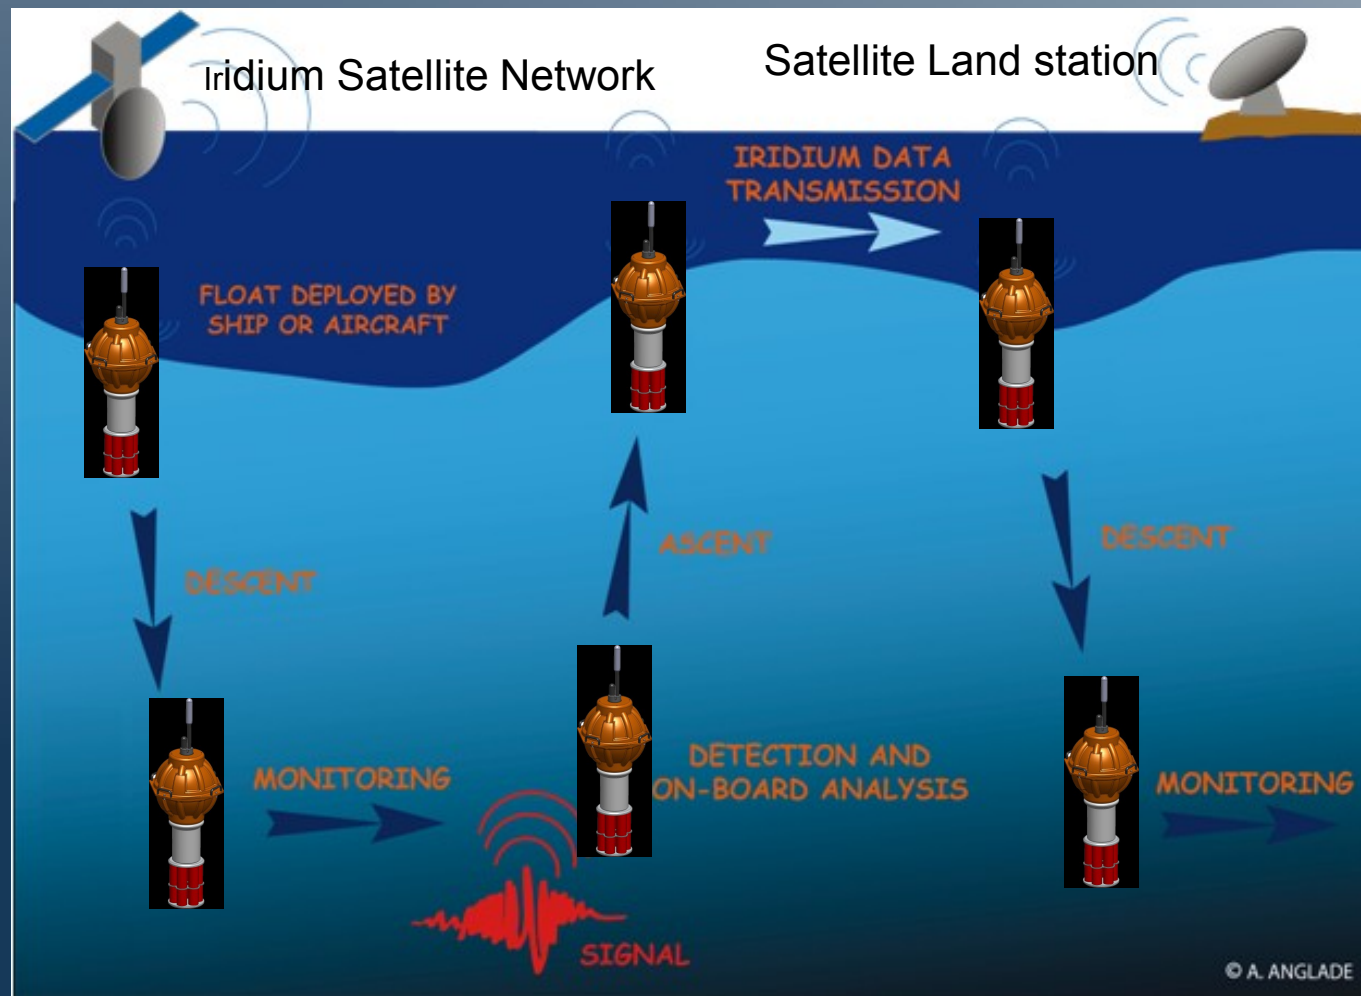 Iridium Satellite Network
Satellite Land station
IRIDIUM DATA
TRANSMISSION
FLOAT DEPLOYED BY
SHIP OR AIRCRAFT
DESCENT
ASCENT
DESCENT
MONITORING
DETECTION AND
ON-BOARD ANALYSIS
MONITORING
SIGNAL
© A. ANGLADE